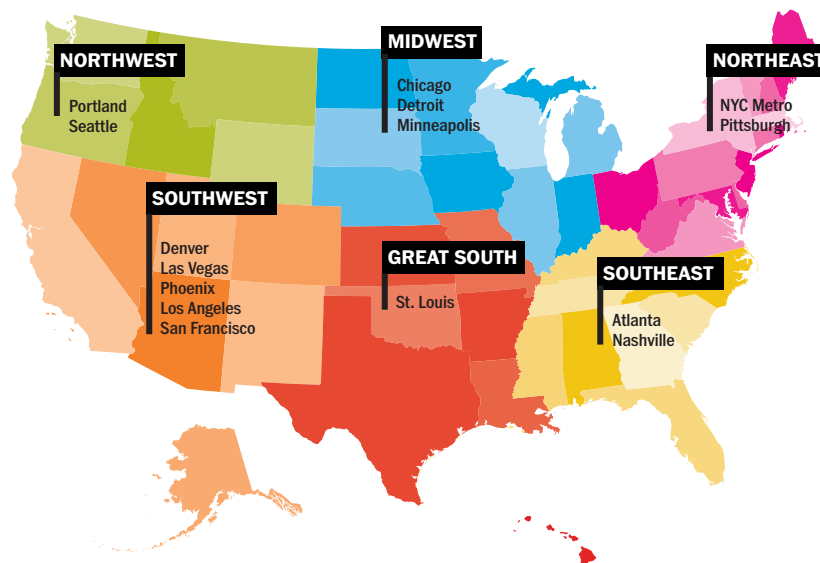 NORTHWEST
Portland
Seattle
MIDWEST
Chicago
Detroit
Minneapolis
NORTHEAST
NYC Metro
Pittsburgh
SOUTHWEST
Denver
Las Vegas
Phoenix
Los Angeles
San Francisco
GREAT SOUTH
St. Louis
SOUTHEAST
Atlanta
Nashville